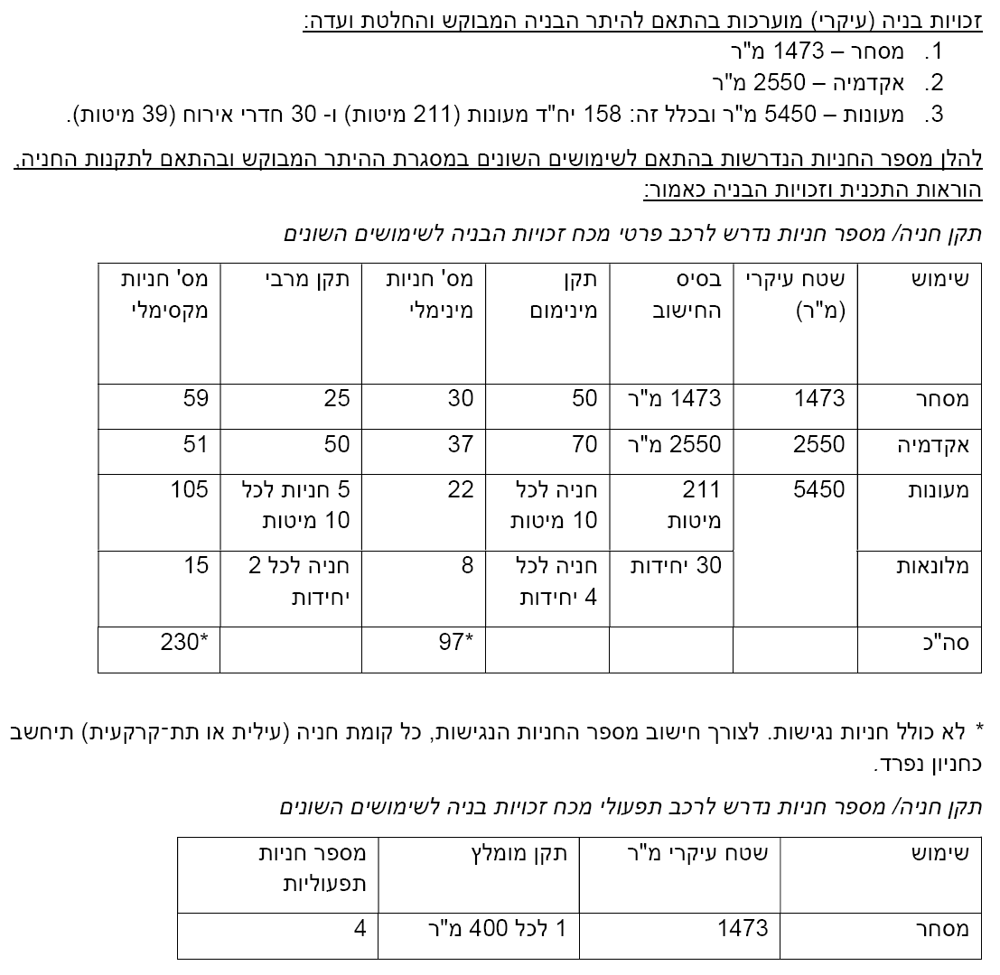 זכויות בניה (עיקרי) מוערכות בהתאם להיתר הבניה המבוקש והחלטת ועדה:
1. מסחר – 1473 מ"ר
2. אקדמיה – 2550 מ"ר
3. מעונות – 5450 מ"ר ובכלל זה: 158 יח"ד מעונות (211 מיטות) ו- 30 חדרי אירוח (39 מיטות).
להלן מספר החניות הנדרשות בהתאם לשימושים השונים במסגרת ההיתר המבוקש ובהתאם לתקנות החניה,
הוראות התכנית וזכויות הבניה כאמור:
תקן חניה/ מספר חניות נדרש לרכב פרטי מכח זכויות הבניה לשימושים השונים
שימוש שטח עיקרי בסיס תקן מס' חניות תקן מרבי מס' חניות
(מ"ר) החישוב מינימום מינימלי מקסימלי
מסחר 1473 1473 מ"ר 50 30 25 59
אקדמיה 2550 2550 מ"ר 70 37 50 51
מעונות 5450 211 חניה לכל 22 5 חניות לכל 105
מיטות 10 מיטות 10 מיטות
מלונאות 30 יחידות חניה לכל 8 חניה לכל 2 15
4 יחידות יחידות
סה"כ 97* 230*
* לא כולל חניות נגישות. לצורך חישוב מספר החניות הנגישות, כל קומת חניה (עילית או תת-קרקעית) תיחשב
כחניון נפרד.
תקן חניה/ מספר חניות נדרש לרכב תפעולי מכח זכויות בניה לשימושים השונים
שימוש שטח עיקרי מ"ר תקן מומלץ מספר חניות
תפעוליות
מסחר 1473 1 לכל 400 מ"ר 4